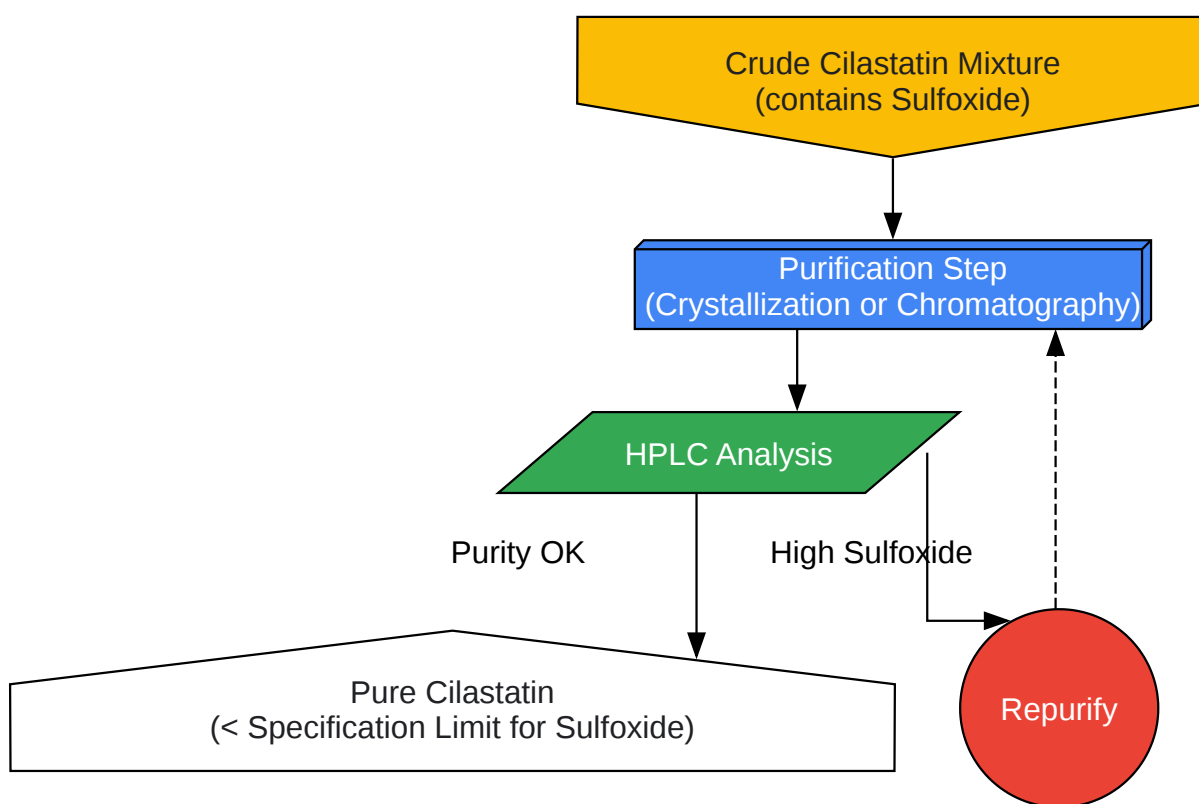 Crude Cilastatin Mixture
(contains Sulfoxide)
Purification Step
(Crystallization or Chromatography)
HPLC Analysis
Purity OK
High Sulfoxide
Pure Cilastatin
(< Specification Limit for Sulfoxide)
Repurify